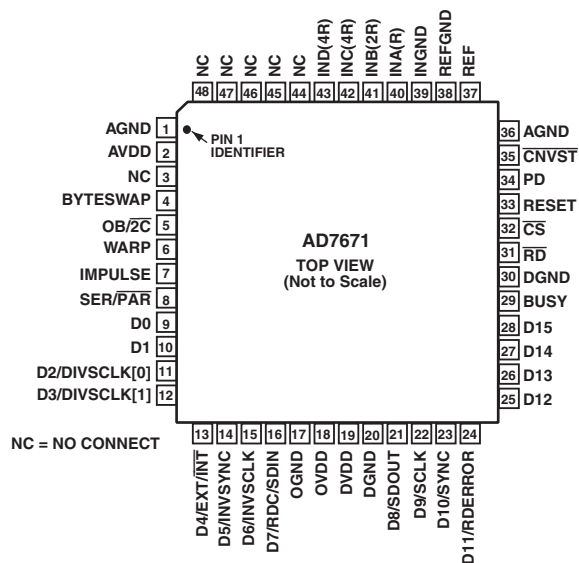 NC
NC
NC
NC
NC
IND(4R)
INC(4R)
INB(2R)
INA(R)
INGND
REFGND
REF
48 47 46 45 44 43 42 41 40 39 38 37
AGND 1
AVDD 2
NC 3
BYTESWAP 4
OB/2C 5
WARP 6
IMPULSE 7
SER/PAR 8
D0 9
D1 10
D2/DIVSCLK[0] 11
D3/DIVSCLK[1] 12
PIN 1
IDENTIFIER
AD7671
TOP VIEW
(Not to Scale)
36 AGND
35 CNVST
34 PD
33 RESET
32 CS
31 RD
30 DGND
29 BUSY
28 D15
27 D14
26 D13
25 D12
NC = NO CONNECT
13 14 15 16 17 18 19 20 21 22 23 24
D4/EXT/INT
D5/INVSYNC
D6/INVSCLK
D7/RDC/SDIN
OGND
OVDD
DVDD
DGND
D8/SDOUT
D9/SCLK
D10/SYNC
D11/RDERROR